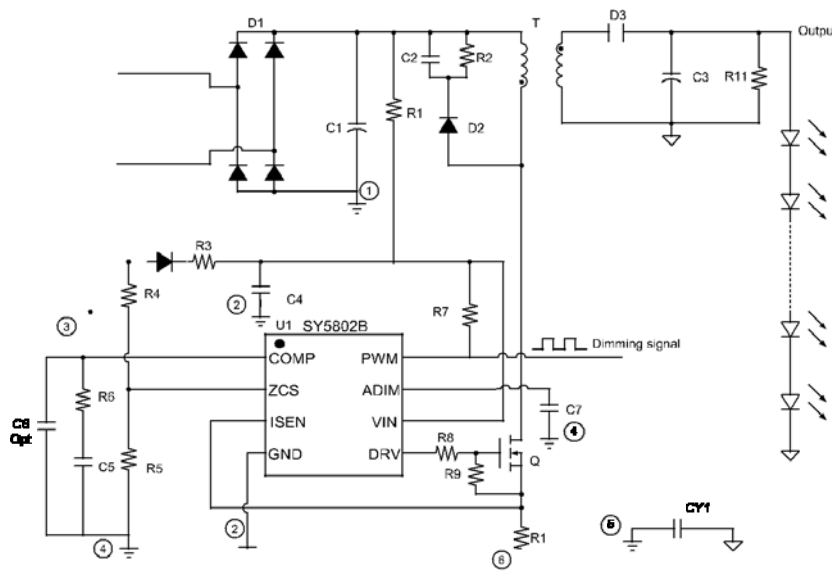 D1
T
D3
Output
C2
R2
C3
R11
C1
R1
D2
1
R3
R4
2
C4
3
R7
U1
SY5802B
Dimming signal
COMP
PWM
ZCS
ADIM
ISEN
VIN
GND
DRV
R6
C6
Opt
C5
R5
C7
4
R8
R9
Q
2
4
R1
6
5
CY1